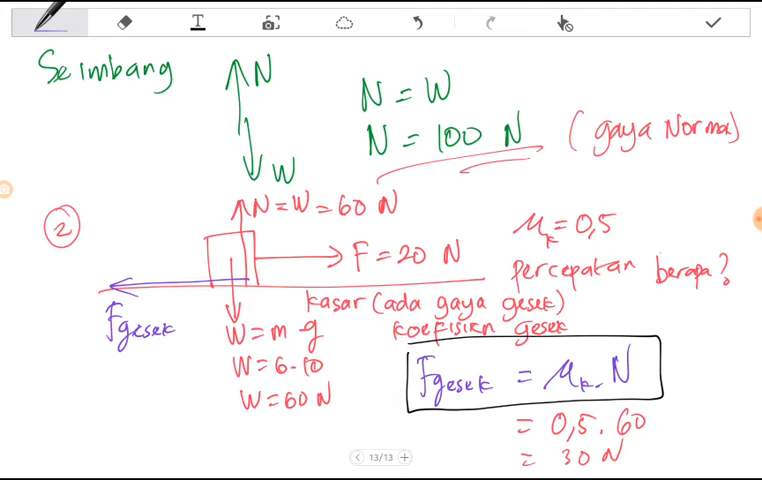 T
Seimbang
N
W
N = W
N = 100 N
(gaya Normal)
2
N = W = 60 N
F = 20 N
μk = 0,5
percepatan berapa?
kasar (ada gaya gesek)
koefisien gesek
Fgesek
W = m · g
W = 6 · 10
W = 60 N
Fgesek = μk . N
= 0,5 . 60
= 30 N
13/13